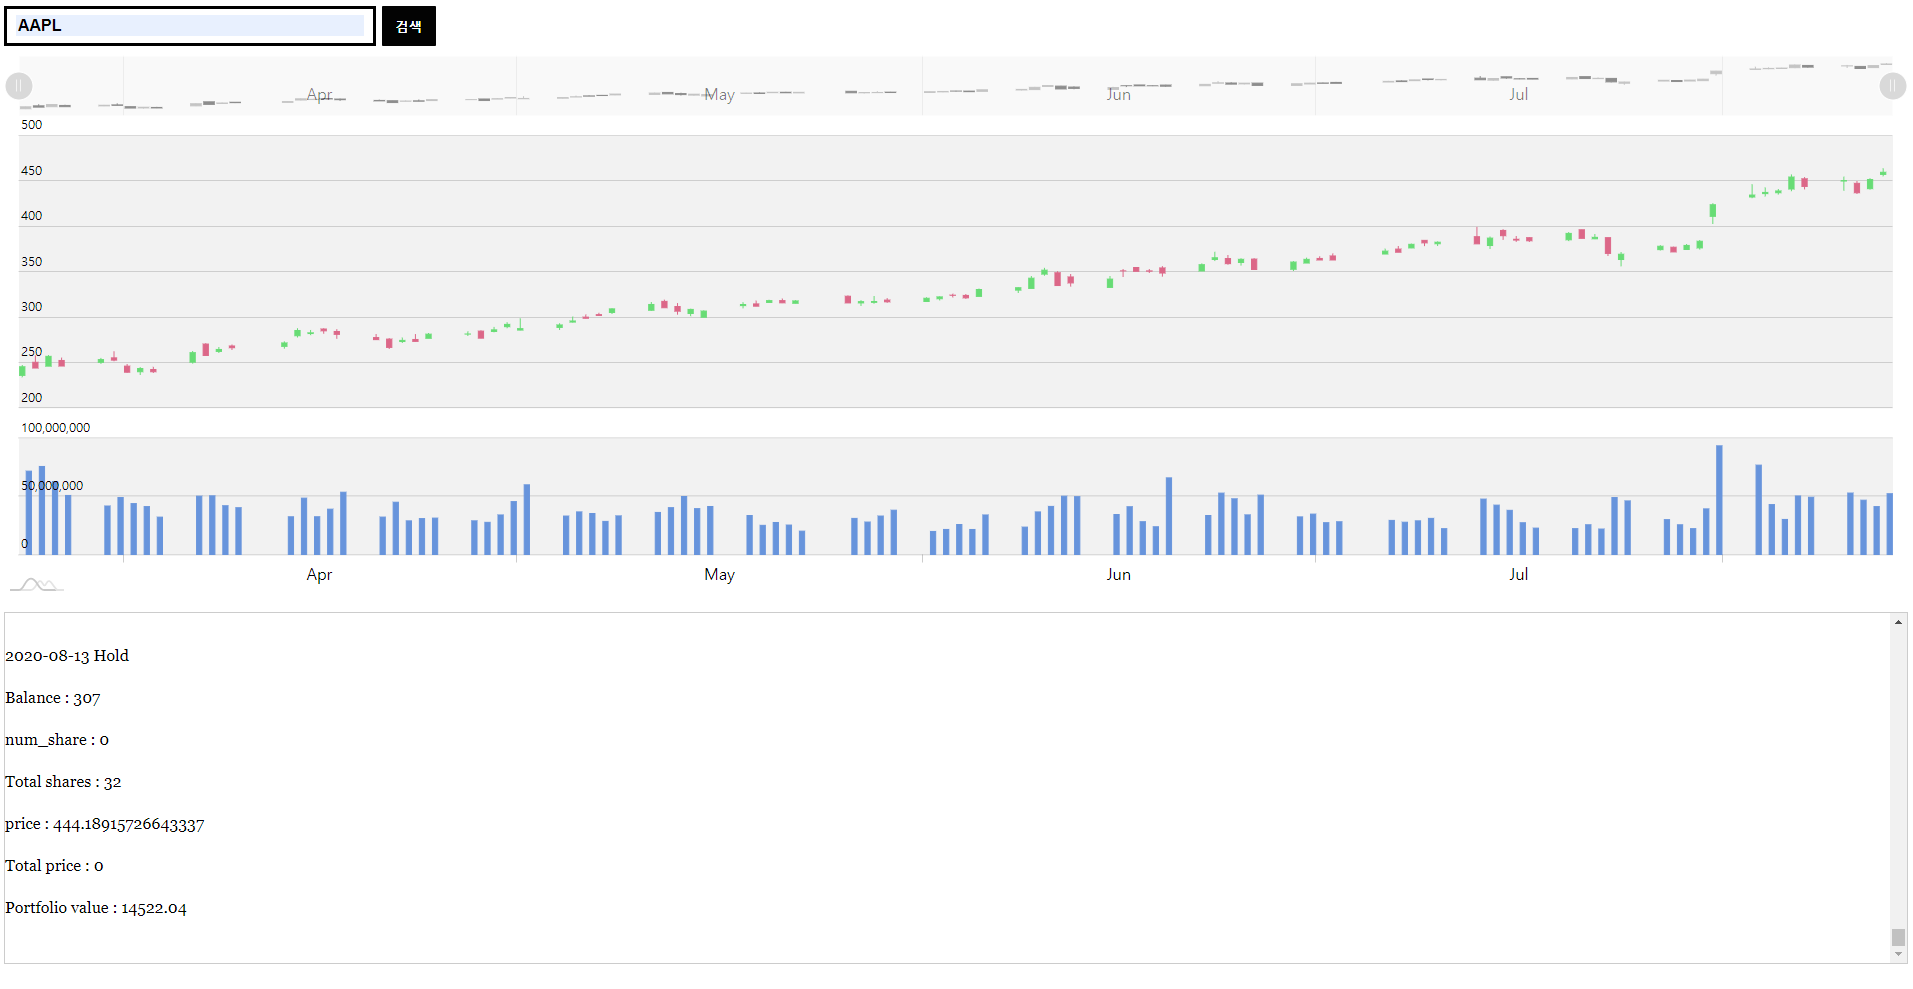 AAPL 검색
Apr May Jun Jul
500
450
400
350
300
250
200
100,000,000
50,000,000
0
Apr May Jun Jul
2020-08-13 Hold
Balance : 307
num_share : 0
Total shares : 32
price : 444.18915726643337
Total price : 0
Portfolio value : 14522.04